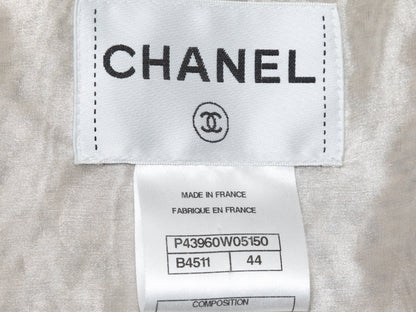 CHANEL
MADE IN FRANCE
FABRIQUE EN FRANCE
P43960W05150
B4511 44
COMPOSITION